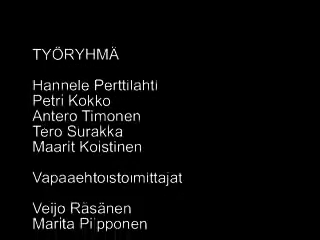 TYÖRYHMÄ
Hannele Perttilahti
Petri Kokko
Antero Timonen
Tero Surakka
Maarit Koistinen
Vapaaehtoistoimittajat
Veijo Räsänen
Marita Piipponen